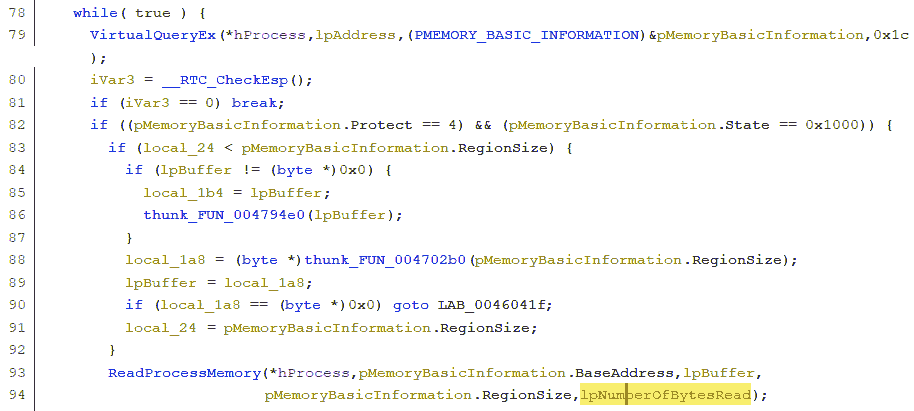 78 while( true ) {
79 VirtualQueryEx(*hProcess,lpAddress,(PMEMORY_BASIC_INFORMATION)&pMemoryBasicInformation,0x1c
);
80 iVar3 = __RTC_CheckEsp();
81 if (iVar3 == 0) break;
82 if ((pMemoryBasicInformation.Protect == 4) && (pMemoryBasicInformation.State == 0x1000)) {
83 if (local_24 < pMemoryBasicInformation.RegionSize) {
84 if (lpBuffer != (byte *)0x0) {
85 local_1b4 = lpBuffer;
86 thunk_FUN_004794e0(lpBuffer);
87 }
88 local_1a8 = (byte *)thunk_FUN_004702b0(pMemoryBasicInformation.RegionSize);
89 lpBuffer = local_1a8;
90 if (local_1a8 == (byte *)0x0) goto LAB_0046041f;
91 local_24 = pMemoryBasicInformation.RegionSize;
92 }
93 ReadProcessMemory(*hProcess,pMemoryBasicInformation.BaseAddress,lpBuffer,
94 pMemoryBasicInformation.RegionSize,lpNumberOfBytesRead);